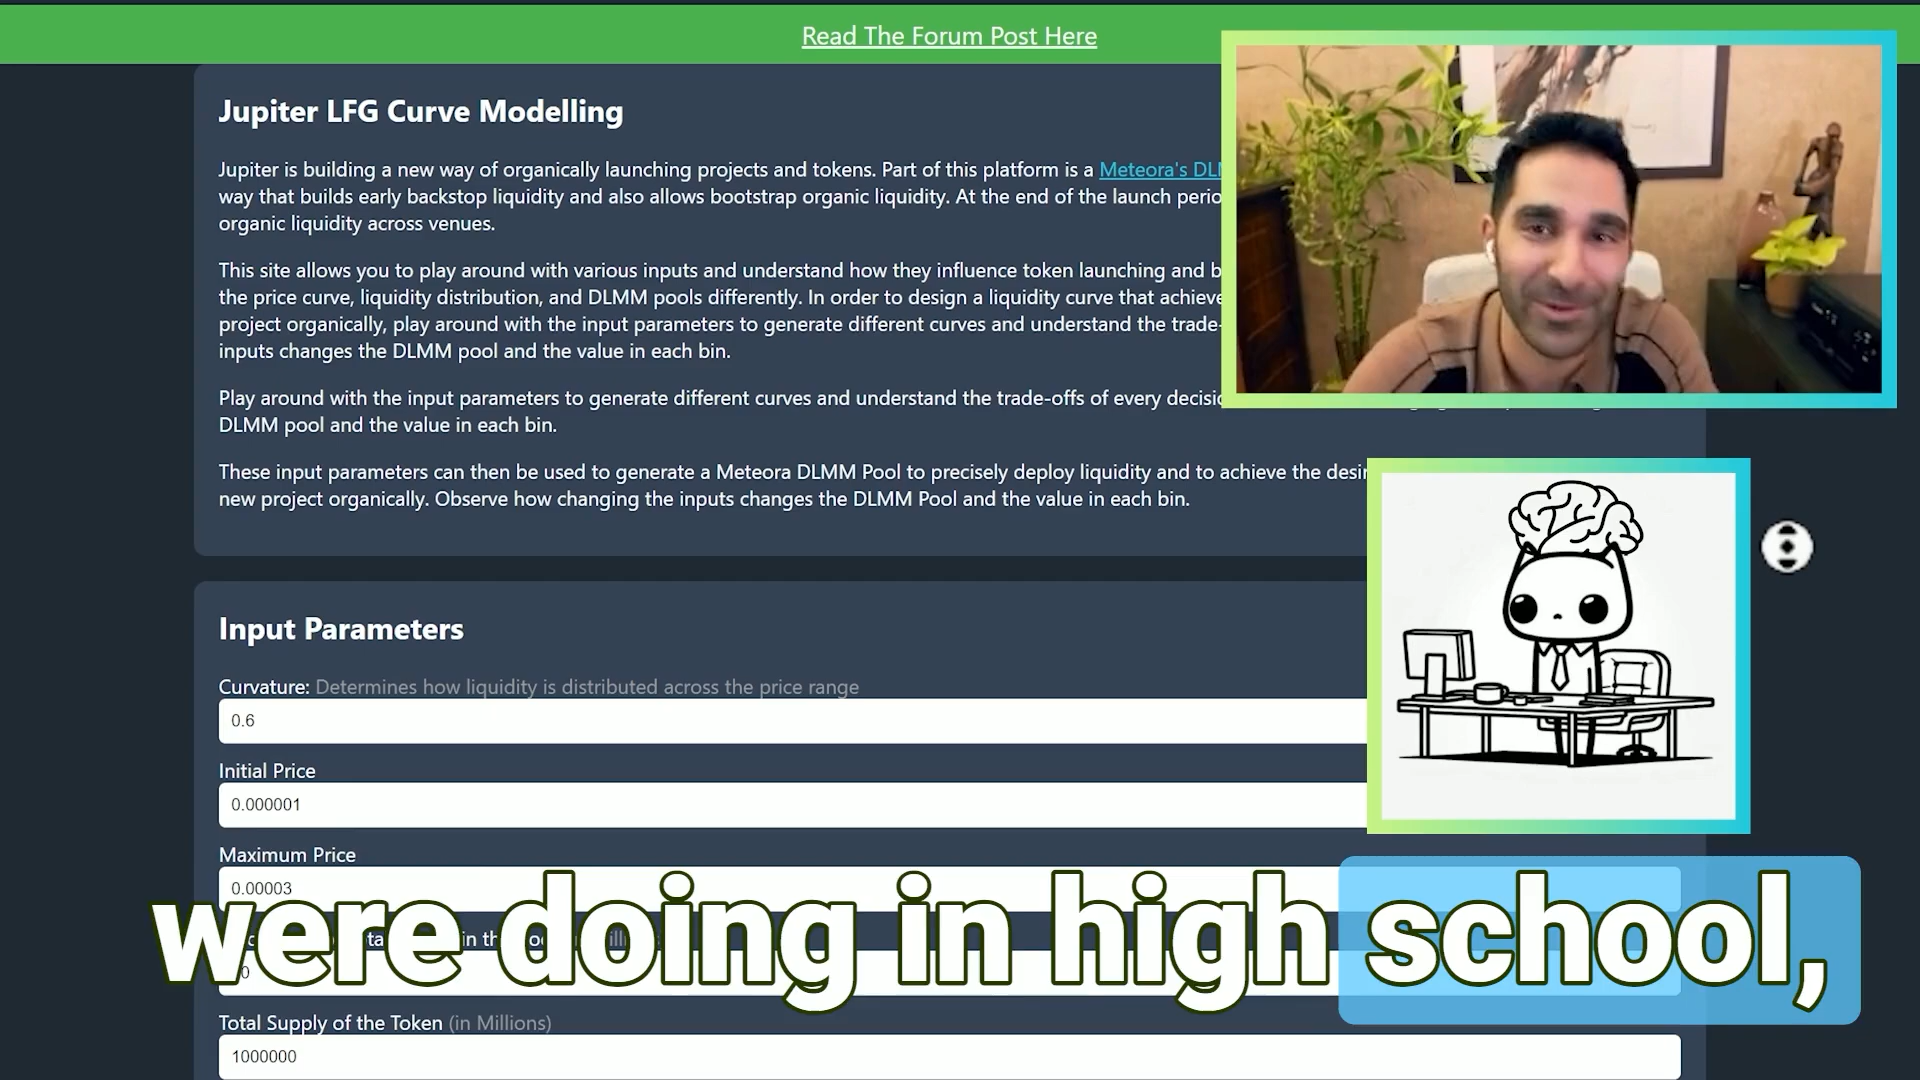 Read The Forum Post Here
Jupiter LFG Curve Modelling
Jupiter is building a new way of organically launching projects and tokens. Part of this platform is a Meteora's
way that builds early backstop liquidity and also allows bootstrap organic liquidity. At the end of the launch
organic liquidity across venues.
This site allows you to play around with various inputs and understand how they influence token launching and
the price curve, liquidity distribution, and DLMM pools differently. In order to design a liquidity curve that
project organically, play around with the input parameters to generate different curves and understand the
inputs changes the DLMM pool and the value in each bin.
Play around with the input parameters to generate different curves and understand the trade-offs of every
DLMM pool and the value in each bin.
These input parameters can then be used to generate a Meteora DLMM Pool to precisely deploy liquidity and to achieve the
new project organically. Observe how changing the inputs changes the DLMM Pool and the value in each bin.
Input Parameters
Curvature: Determines how liquidity is distributed across the price range
0.6
Initial Price
0.000001
Maximum Price
0.00003
were doing in high school,
Total Supply of the Token (in Millions)
1000000